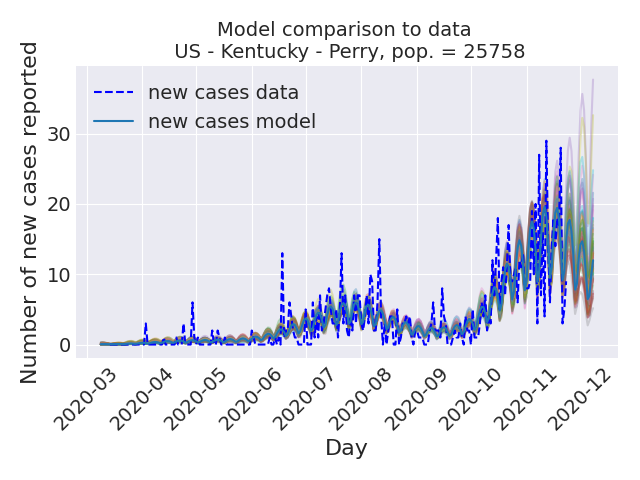 Model comparison to data
US - Kentucky - Perry, pop. = 25758
Number of new cases reported
new cases data
new cases model
30
20
10
0
2020-03
2020-04
2020-05
2020-06
2020-07
2020-08
2020-09
2020-10
2020-11
2020-12
Day